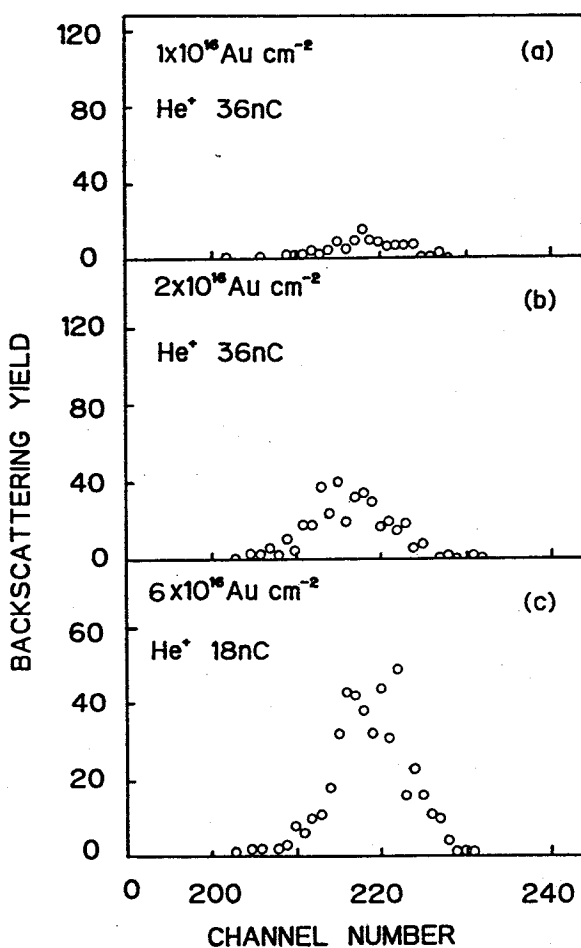 120
1x10¹⁶Au cm⁻²
(a)
He⁺ 36nC
80
40
0
2x10¹⁶Au cm⁻²
(b)
120
He⁺ 36nC
80
40
0
6x10¹⁶Au cm⁻²
(c)
60
He⁺ 18nC
40
20
0
BACKSCATTERING YIELD
0 200 220 240
CHANNEL NUMBER